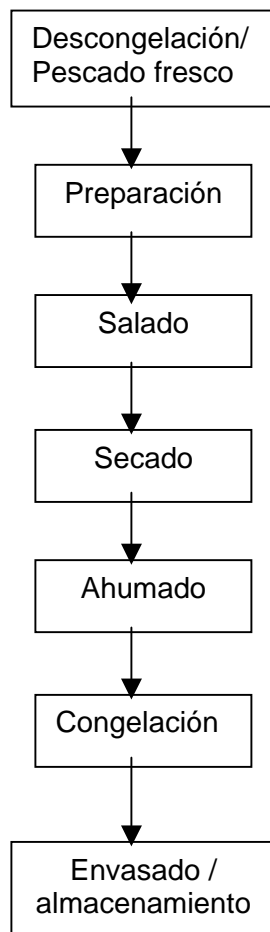 Descongelación/
Pescado fresco
Preparación
Salado
Secado
Ahumado
Congelación
Envasado /
almacenamiento